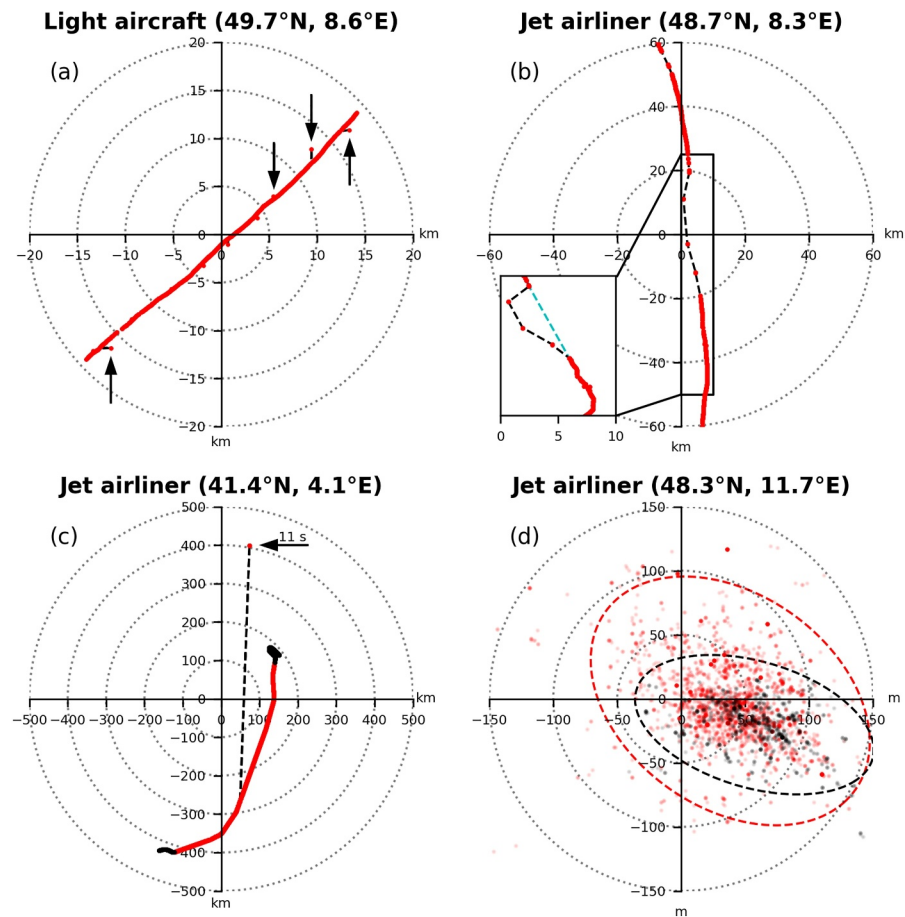 Light aircraft (49.7°N, 8.6°E)
(a)
20
15
10
5
0
−5
−10
−15
−20
−20 −15 −10 −5 0 5 10 15 20
km
km
Jet airliner (48.7°N, 8.3°E)
(b)
60
40
20
0
−20
−40
−60
−60 −40 −20 0 20 40 60
km
km
0 5 10
Jet airliner (41.4°N, 4.1°E)
(c)
11 s
500
400
300
200
100
0
−100
−200
−300
−400
−500
−500 −400 −300 −200 −100 0 100 200 300 400 500
km
km
Jet airliner (48.3°N, 11.7°E)
(d)
150
100
50
0
−50
−100
−150
−150 −100 −50 0 50 100 150
m
m